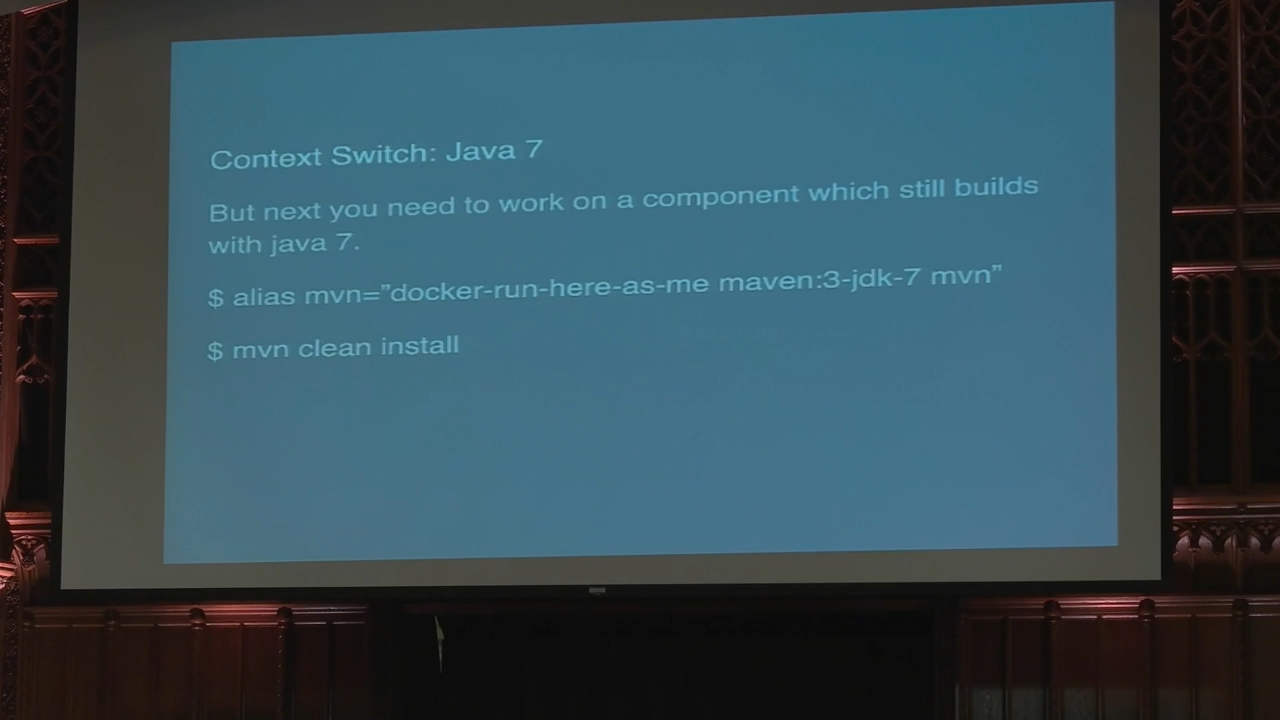 Context Switch: Java 7
But next you need to work on a component which still builds
with java 7.
$ alias mvn=”docker-run-here-as-me maven:3-jdk-7 mvn”
$ mvn clean install